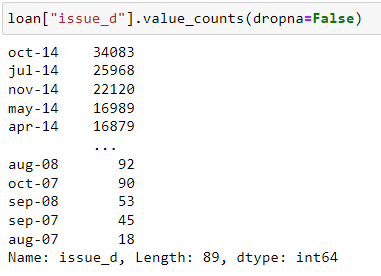 loan["issue_d"].value_counts(dropna=False)
oct-14    34083
jul-14    25968
nov-14    22120
may-14    16989
apr-14    16879
          ...
aug-08       92
oct-07       90
sep-08       53
sep-07       45
aug-07       18
Name: issue_d, Length: 89, dtype: int64